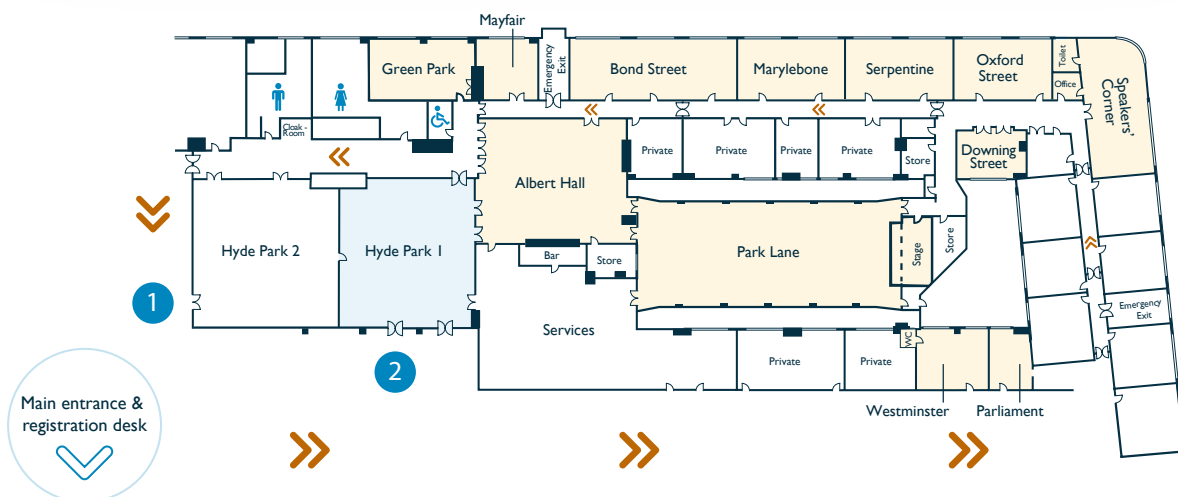 Mayfair
Green Park
Emergency
Exit
Bond Street
Marylebone
Serpentine
Oxford
Street
Toilet
Office
Speakers'
Corner
Cloak-
Room
Private
Private
Private
Private
Store
Downing
Street
Albert Hall
Hyde Park 2
Hyde Park 1
Bar
Store
Park Lane
Stage
Store
1
Services
Emergency
Exit
2
Private
Private
WC
Westminster
Parliament
Main entrance &
registration desk